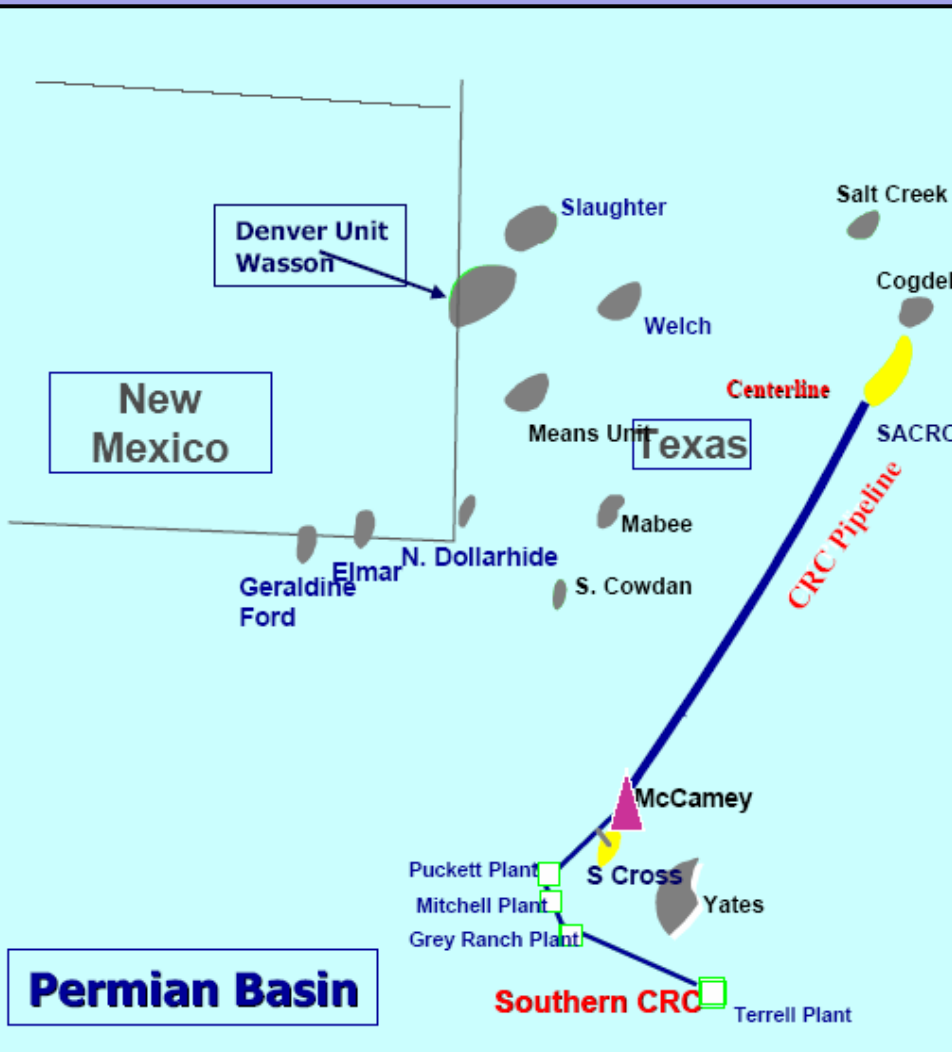 Slaughter
Salt Creek
Denver Unit
Wasson
Cogdel
Welch
New
Mexico
Centerline
Means Unit
Texas
SACRO
CRC Pipeline
Mabee
N. Dollarhide
Elmar
Geraldine
Ford
S. Cowdan
McCamey
Puckett Plant
S Cross
Mitchell Plant
Yates
Grey Ranch Plant
Permian Basin
Southern CRC
Terrell Plant